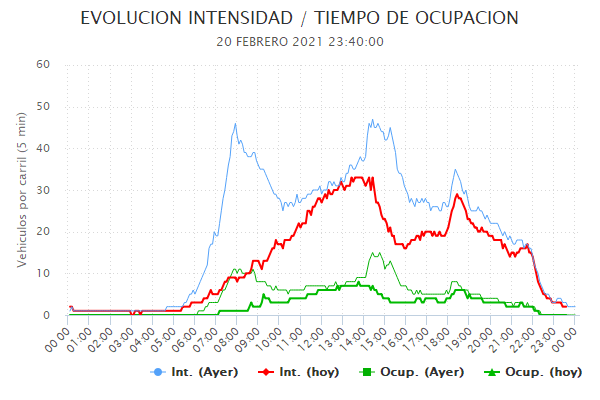 EVOLUCION INTENSIDAD / TIEMPO DE OCUPACION
20 FEBRERO 2021 23:40:00
Vehiculos por carril (5 min)
60
50
40
30
20
10
0
00:00 01:00 02:00 03:00 04:00 05:00 06:00 07:00 08:00 09:00 10:00 11:00 12:00 13:00 14:00 15:00 16:00 17:00 18:00 19:00 20:00 21:00 22:00 23:00 00:00
Int. (Ayer) Int. (hoy) Ocup. (Ayer) Ocup. (hoy)